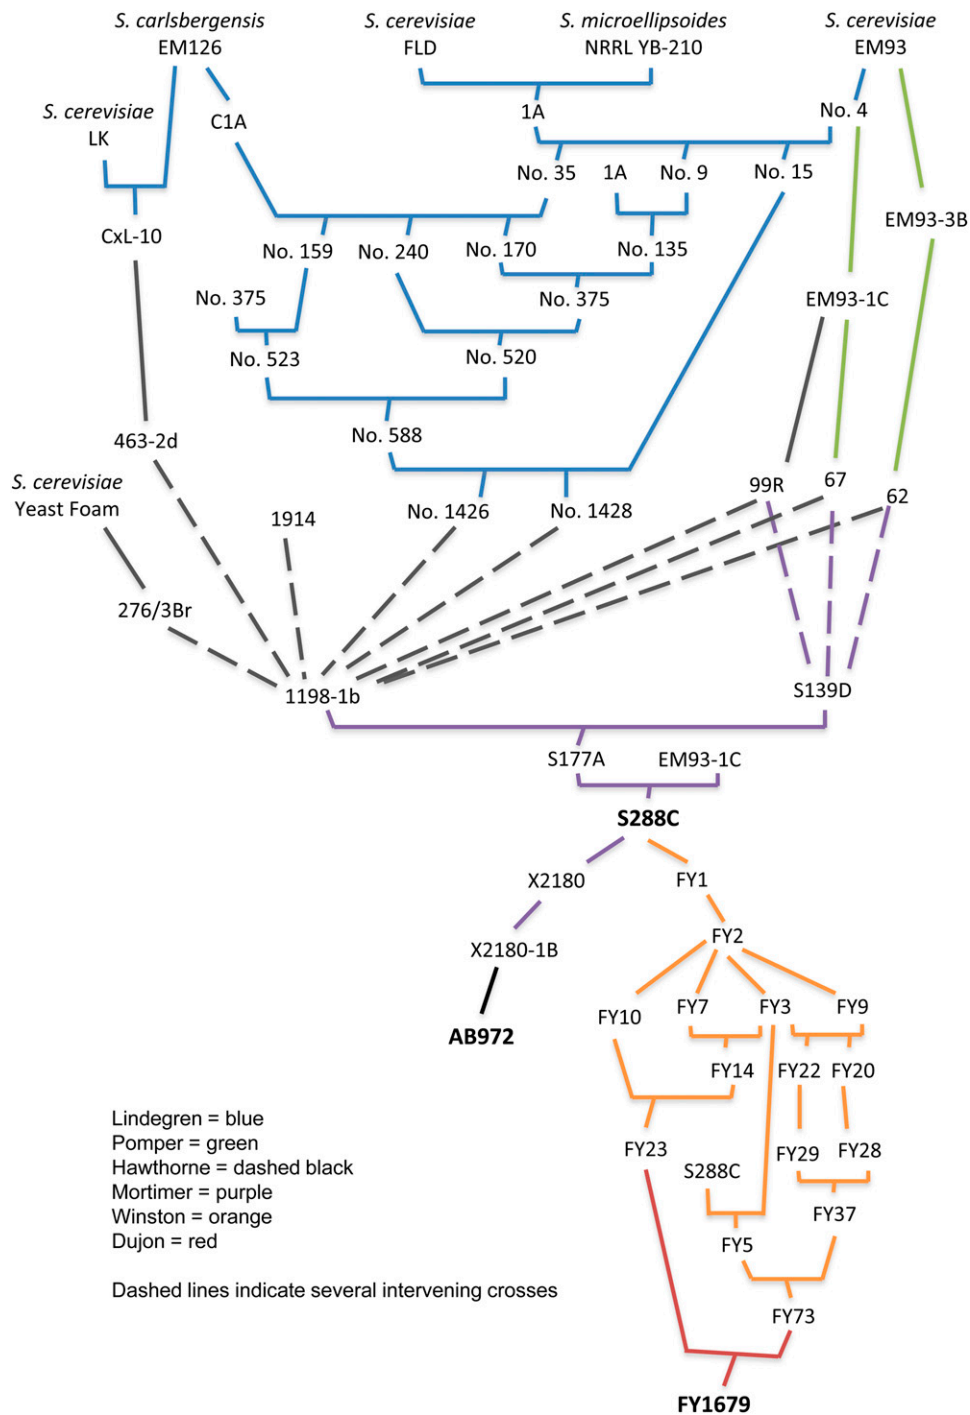 S. carlsbergensis
EM126
S. cerevisiae
FLD
S. microellipsoides
NRRL YB-210
S. cerevisiae
EM93
S. cerevisiae
LK
C1A
1A
No. 4
No. 35
1A
No. 9
No. 15
CxL-10
EM93-3B
No. 159
No. 240
No. 170
No. 135
No. 375
No. 375
EM93-1C
No. 523
No. 520
463-2d
No. 588
S. cerevisiae
Yeast Foam
1914
No. 1426
No. 1428
99R
67
62
276/3Br
1198-1b
S139D
S177A
EM93-1C
S288C
X2180
FY1
X2180-1B
FY2
AB972
FY10
FY7
FY3
FY9
FY14
FY22
FY20
FY23
S288C
FY29
FY28
FY5
FY37
FY73
FY1679
Lindegren = blue
Pomper = green
Hawthorne = dashed black
Mortimer = purple
Winston = orange
Dujon = red
Dashed lines indicate several intervening crosses